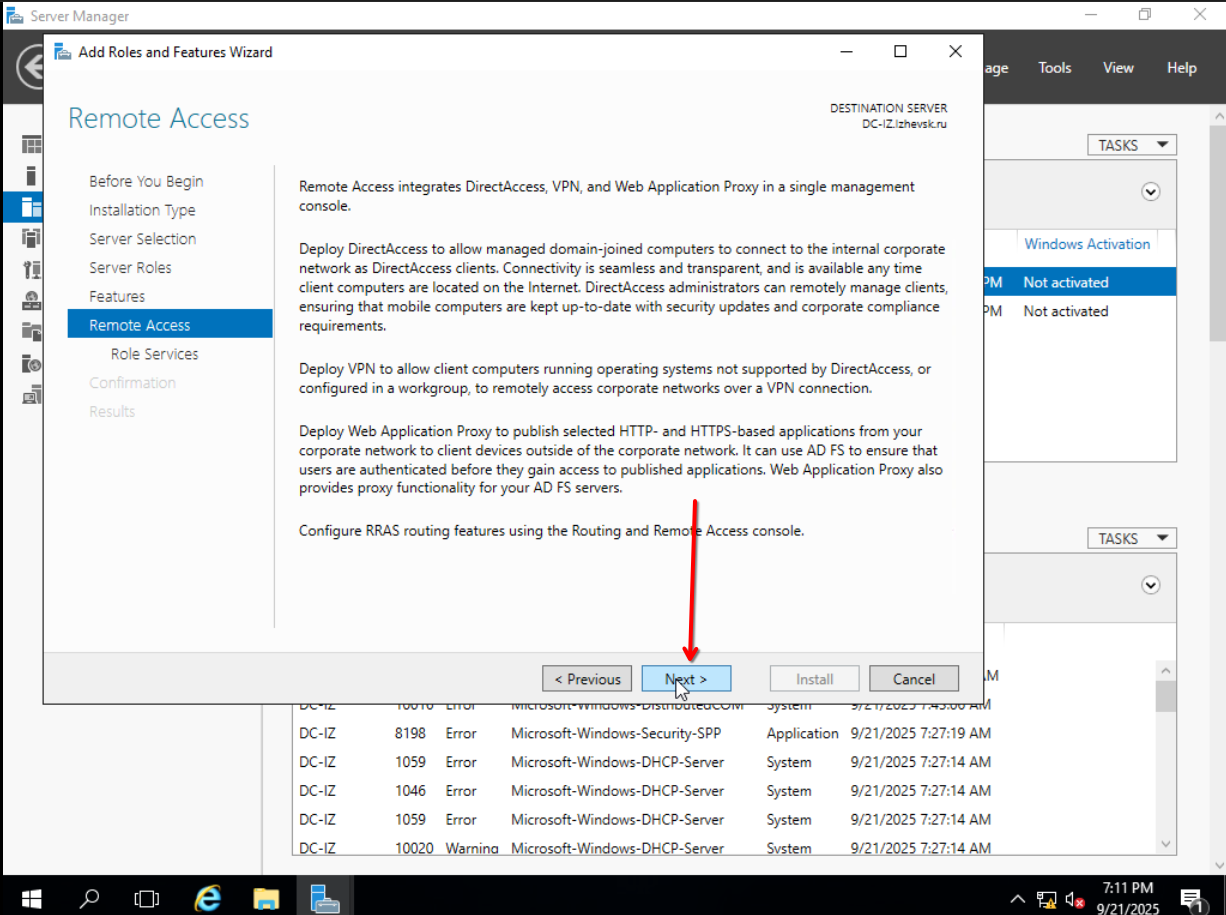 Server Manager
Add Roles and Features Wizard
age Tools View Help
Remote Access
DESTINATION SERVER
DC-IZ.Izhevsk.ru
TASKS
Before You Begin
Installation Type
Server Selection
Server Roles
Features
Remote Access
Role Services
Confirmation
Results
Remote Access integrates DirectAccess, VPN, and Web Application Proxy in a single management
console.
Deploy DirectAccess to allow managed domain-joined computers to connect to the internal corporate
network as DirectAccess clients. Connectivity is seamless and transparent, and is available any time
client computers are located on the Internet. DirectAccess administrators can remotely manage clients,
ensuring that mobile computers are kept up-to-date with security updates and corporate compliance
requirements.
Deploy VPN to allow client computers running operating systems not supported by DirectAccess, or
configured in a workgroup, to remotely access corporate networks over a VPN connection.
Deploy Web Application Proxy to publish selected HTTP- and HTTPS-based applications from your
corporate network to client devices outside of the corporate network. It can use AD FS to ensure that
users are authenticated before they gain access to published applications. Web Application Proxy also
provides proxy functionality for your AD FS servers.
Configure RRAS routing features using the Routing and Remote Access console.
Windows Activation
PM Not activated
PM Not activated
TASKS
< Previous Next > Install Cancel
AM
DC-IZ 10016 Error Microsoft-Windows-DistributedCOM System 9/21/2025 7:43:00 AM
DC-IZ 8198 Error Microsoft-Windows-Security-SPP Application 9/21/2025 7:27:19 AM
DC-IZ 1059 Error Microsoft-Windows-DHCP-Server System 9/21/2025 7:27:14 AM
DC-IZ 1046 Error Microsoft-Windows-DHCP-Server System 9/21/2025 7:27:14 AM
DC-IZ 1059 Error Microsoft-Windows-DHCP-Server System 9/21/2025 7:27:14 AM
DC-IZ 10020 Warning Microsoft-Windows-DHCP-Server System 9/21/2025 7:27:14 AM
7:11 PM
9/21/2025
1